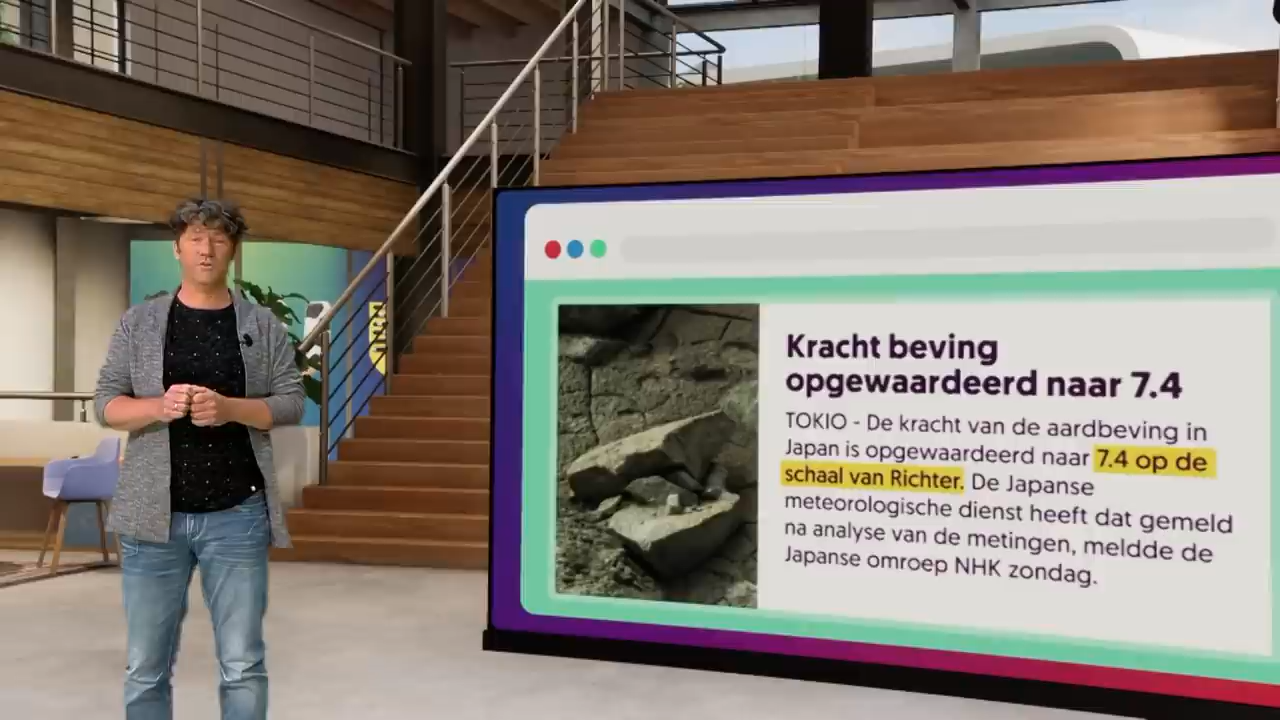 Kracht beving
opgewaardeerd naar 7.4
TOKIO - De kracht van de aardbeving in
Japan is opgewaardeerd naar 7.4 op de
schaal van Richter. De Japanse
meteorologische dienst heeft dat gemeld
na analyse van de metingen, meldde de
Japanse omroep NHK zondag.